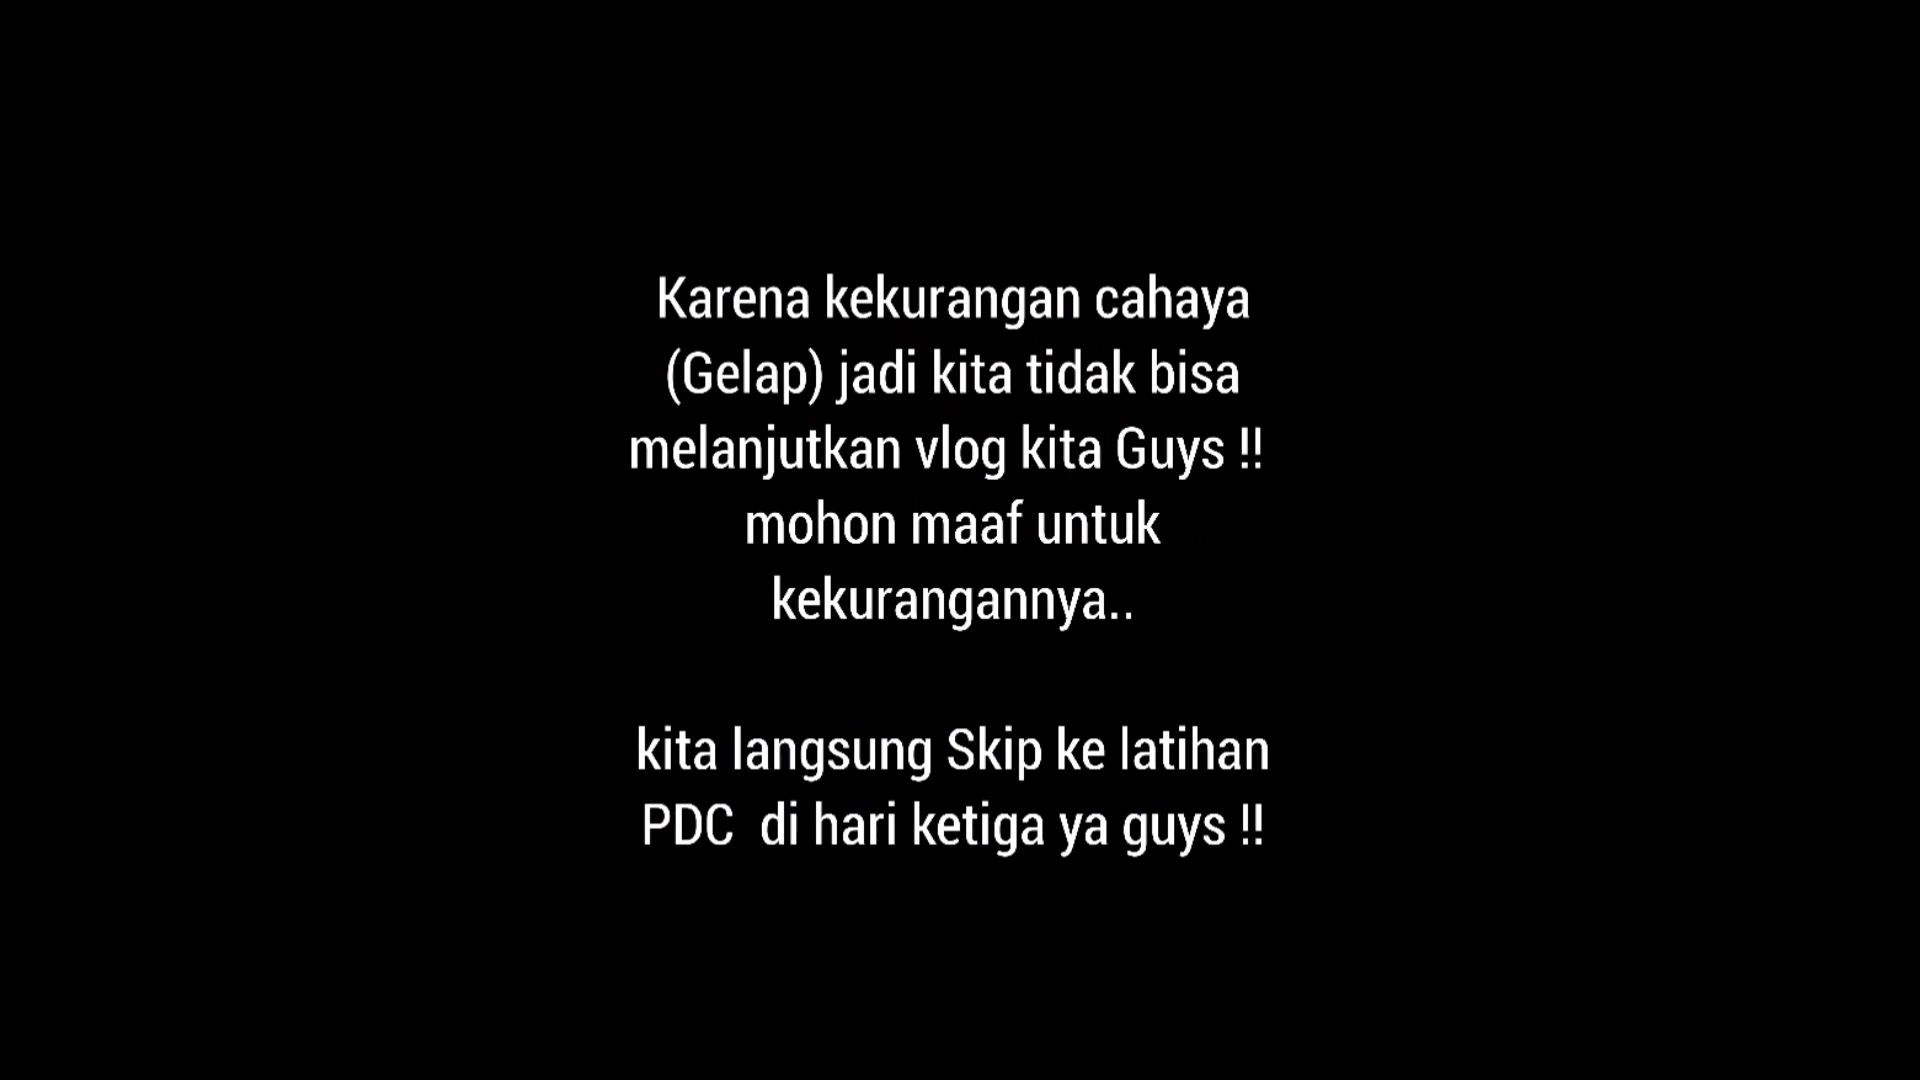 Karena kekurangan cahaya
(Gelap) jadi kita tidak bisa
melanjutkan vlog kita Guys !!
mohon maaf untuk
kekurangannya..
kita langsung Skip ke latihan
PDC  di hari ketiga ya guys !!